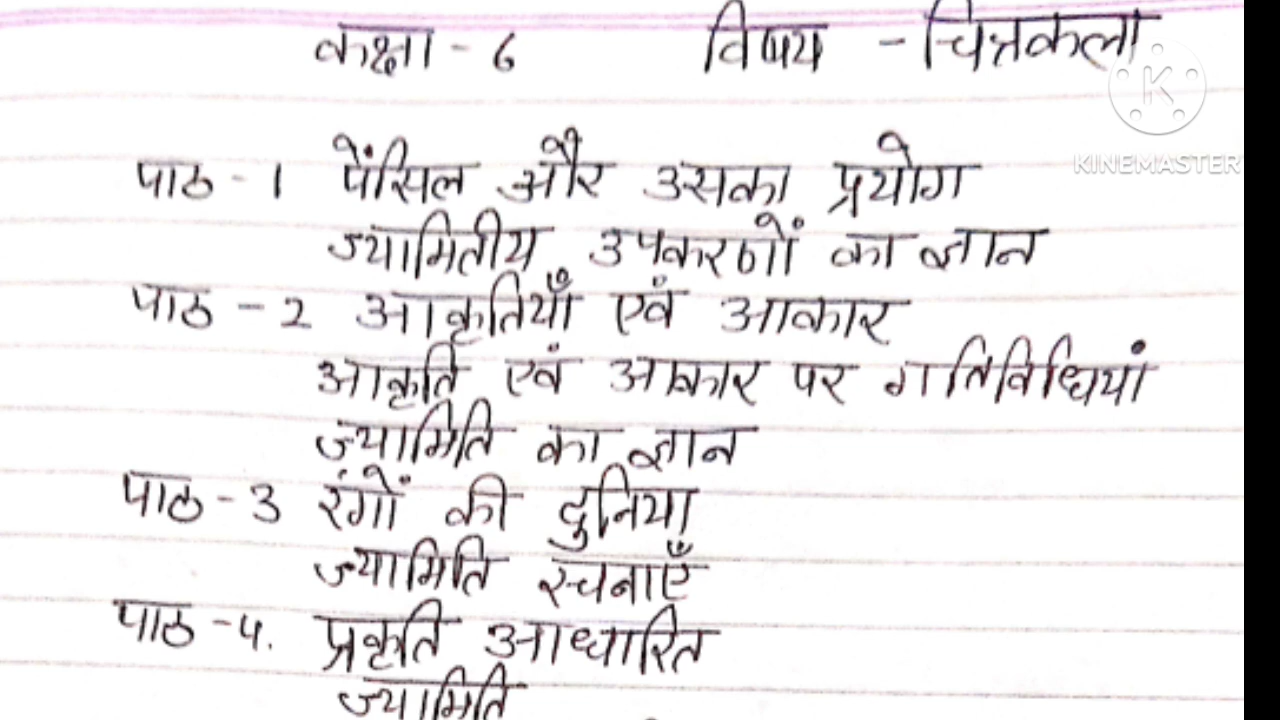 कक्षा - 6 विषय - चित्रकला
पाठ - 1 पेंसिल और उसका प्रयोग
ज्यामितीय उपकरणों का ज्ञान
पाठ - 2 आकृतियाँ एवं आकार
आकृति एवं आकार पर गतिविधियां
ज्यामिति का ज्ञान
पाठ - 3 रंगों की दुनिया
ज्यामिति रचनाएँ
पाठ - 4. प्रकृति आधारित
ज्यामिति
K
KINEMASTER